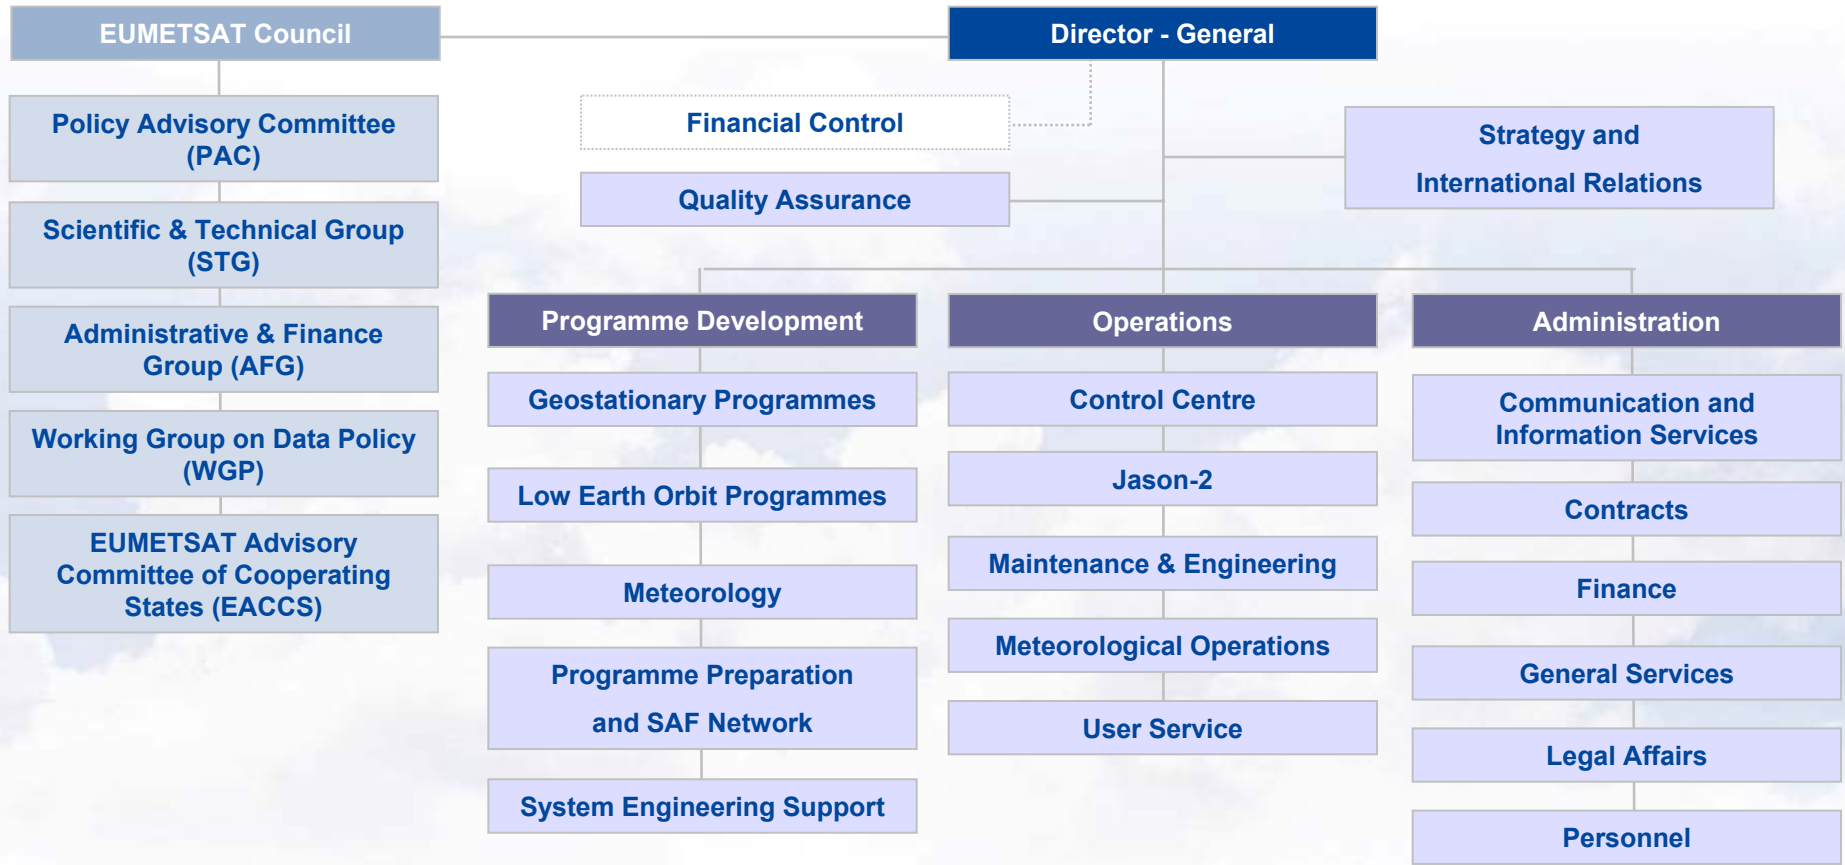 EUMETSAT Council
Director - General
Policy Advisory Committee
(PAC)
Scientific & Technical Group
(STG)
Administrative & Finance
Group (AFG)
Working Group on Data Policy
(WGP)
EUMETSAT Advisory
Committee of Cooperating
States (EACCS)
Financial Control
Quality Assurance
Strategy and
International Relations
Programme Development
Geostationary Programmes
Low Earth Orbit Programmes
Meteorology
Programme Preparation
and SAF Network
System Engineering Support
Operations
Control Centre
Jason-2
Maintenance & Engineering
Meteorological Operations
User Service
Administration
Communication and
Information Services
Contracts
Finance
General Services
Legal Affairs
Personnel